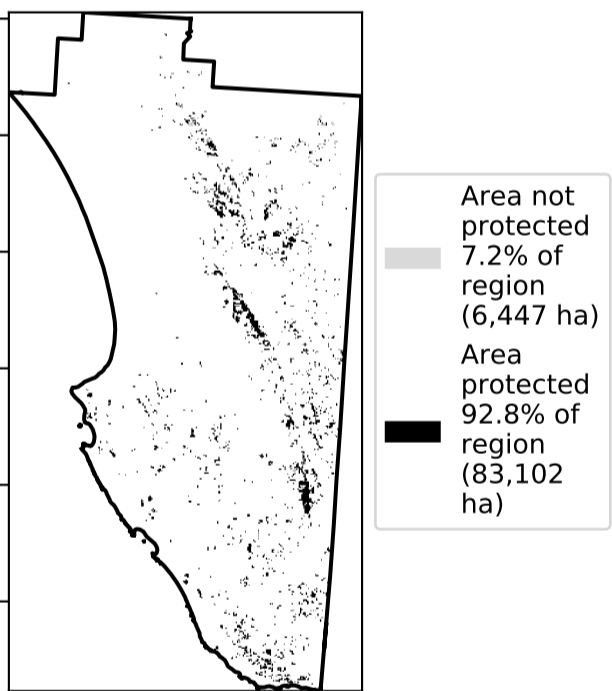 Area not
protected
7.2% of
region
(6,447 ha)
Area
protected
92.8% of
region
(83,102
ha)